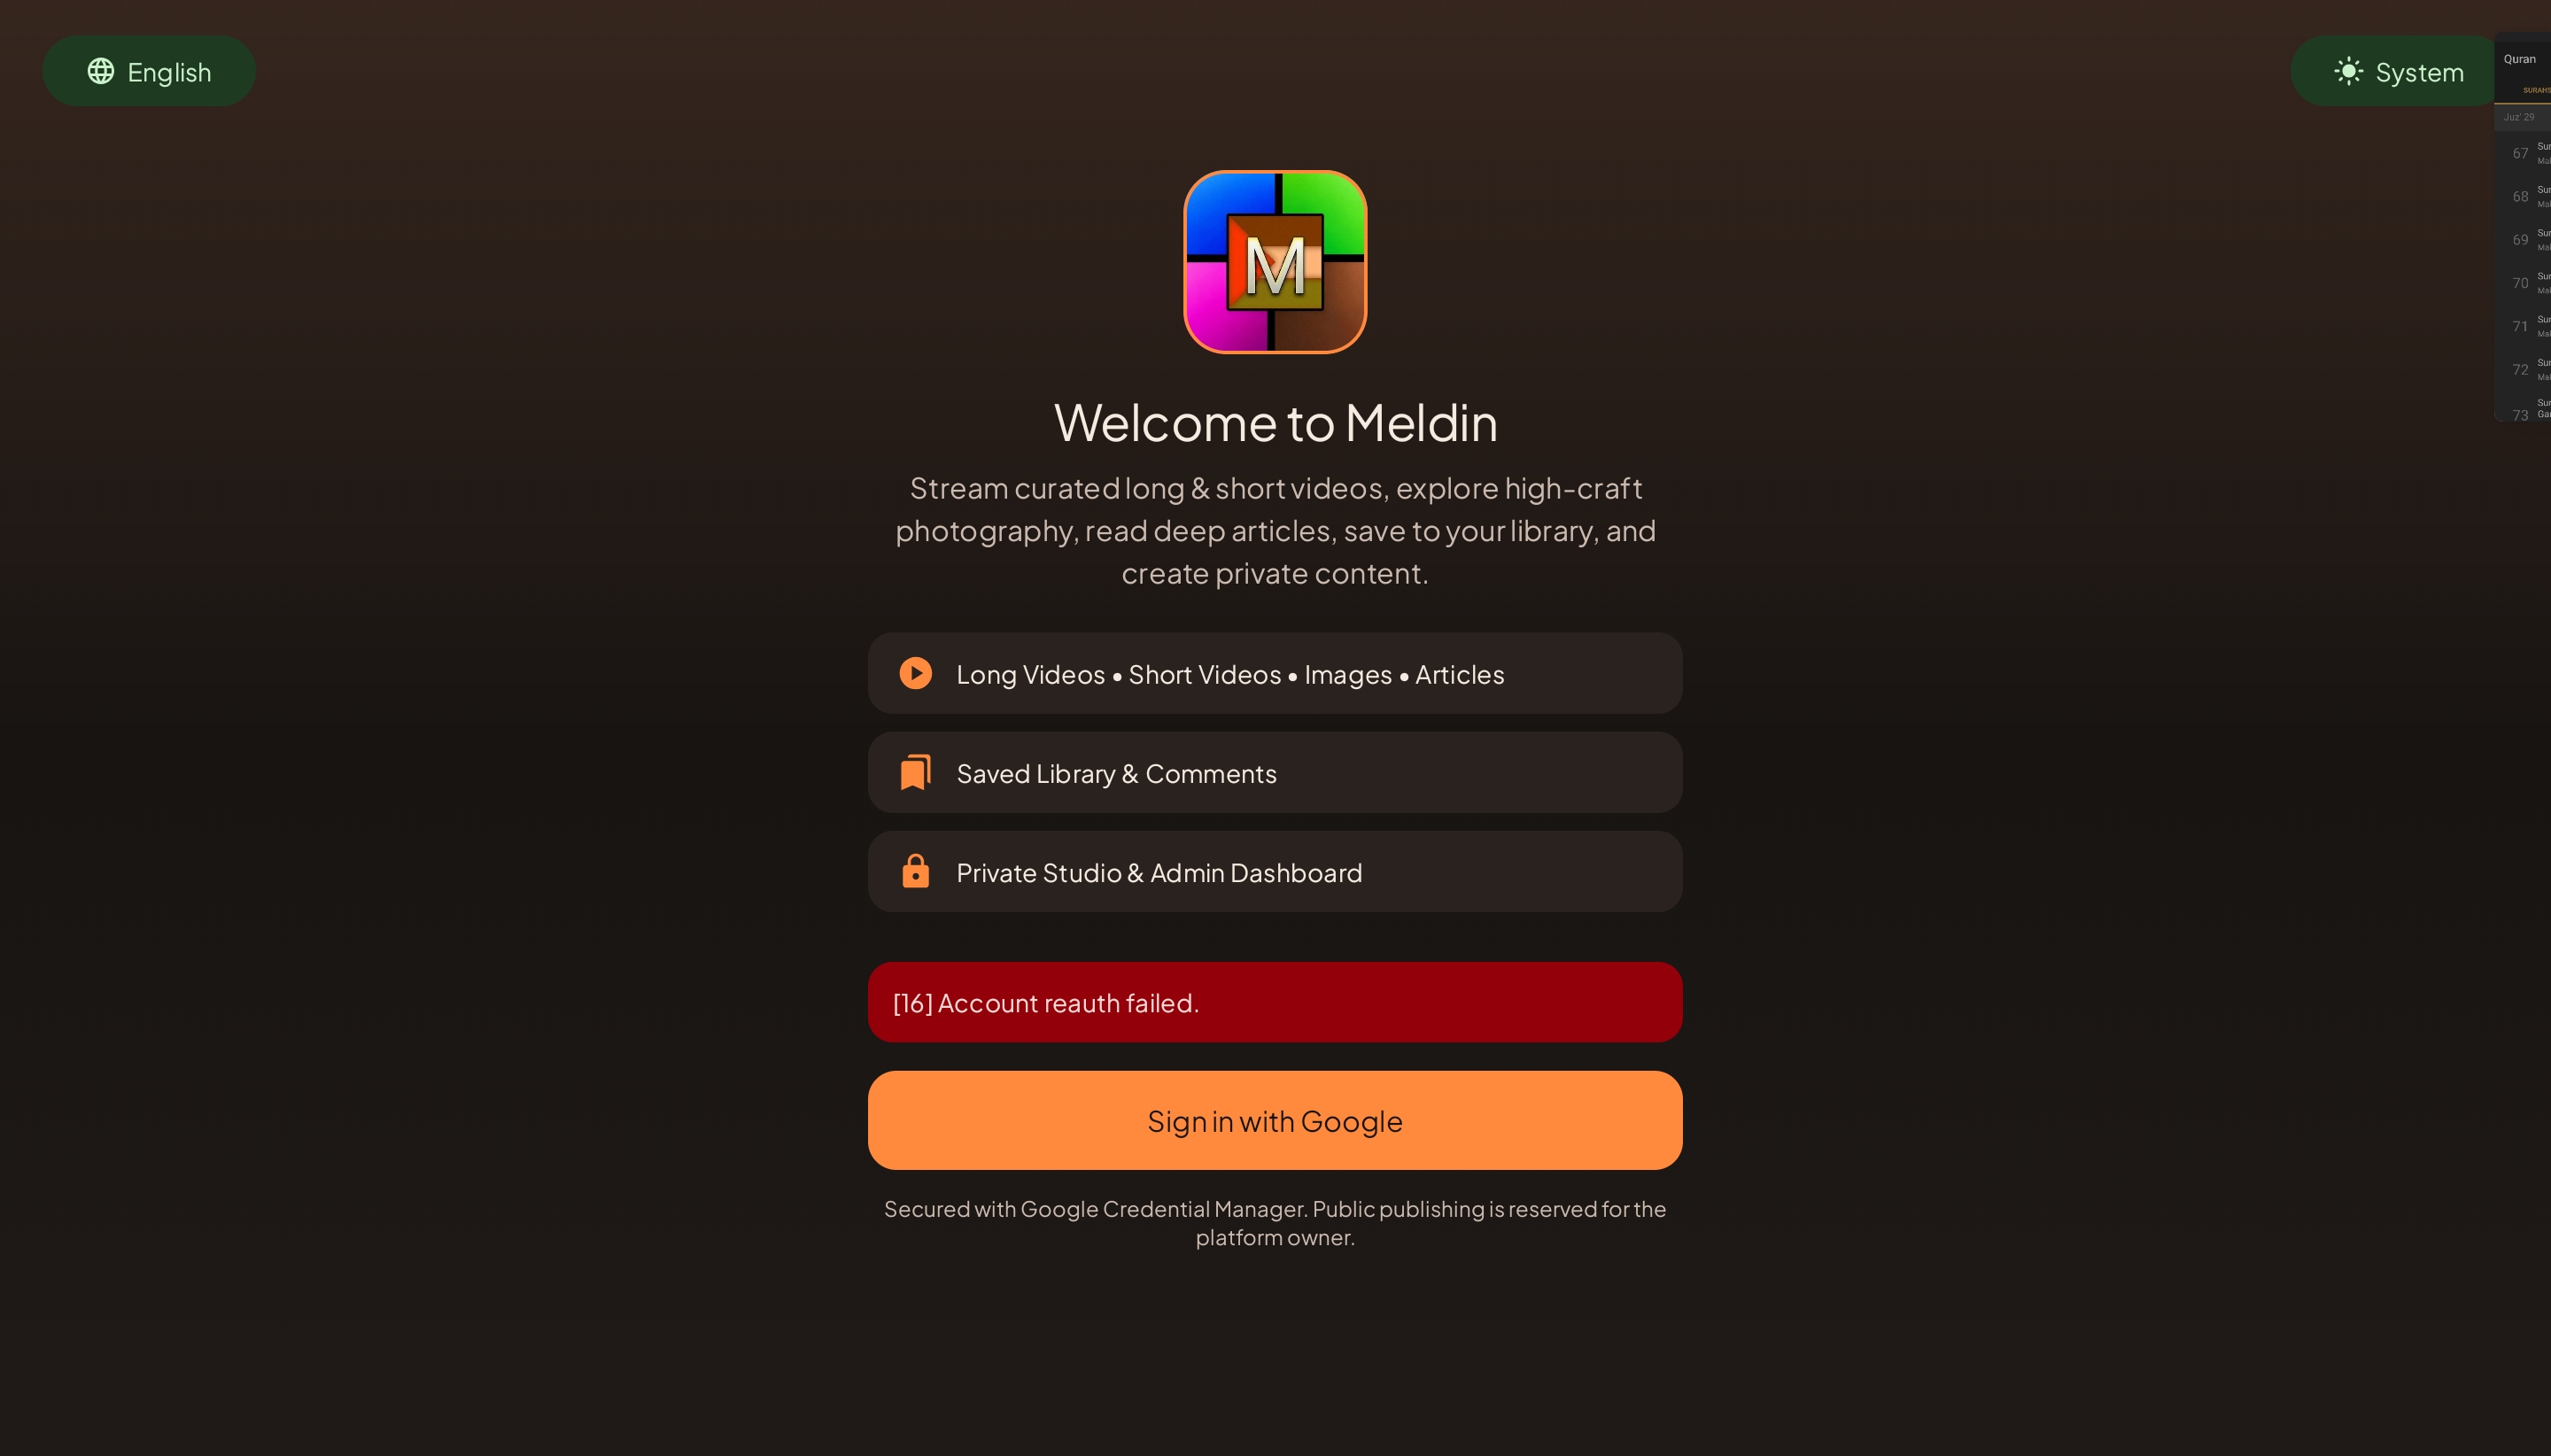 English
System
Quran
Juz' 29
67
68
69
70
71
72
73
M
Welcome to Meldin
Stream curated long & short videos, explore high-craft
photography, read deep articles, save to your library, and
create private content.
Long Videos • Short Videos • Images • Articles
Saved Library & Comments
Private Studio & Admin Dashboard
[16] Account reauth failed.
Sign in with Google
Secured with Google Credential Manager. Public publishing is reserved for the
platform owner.